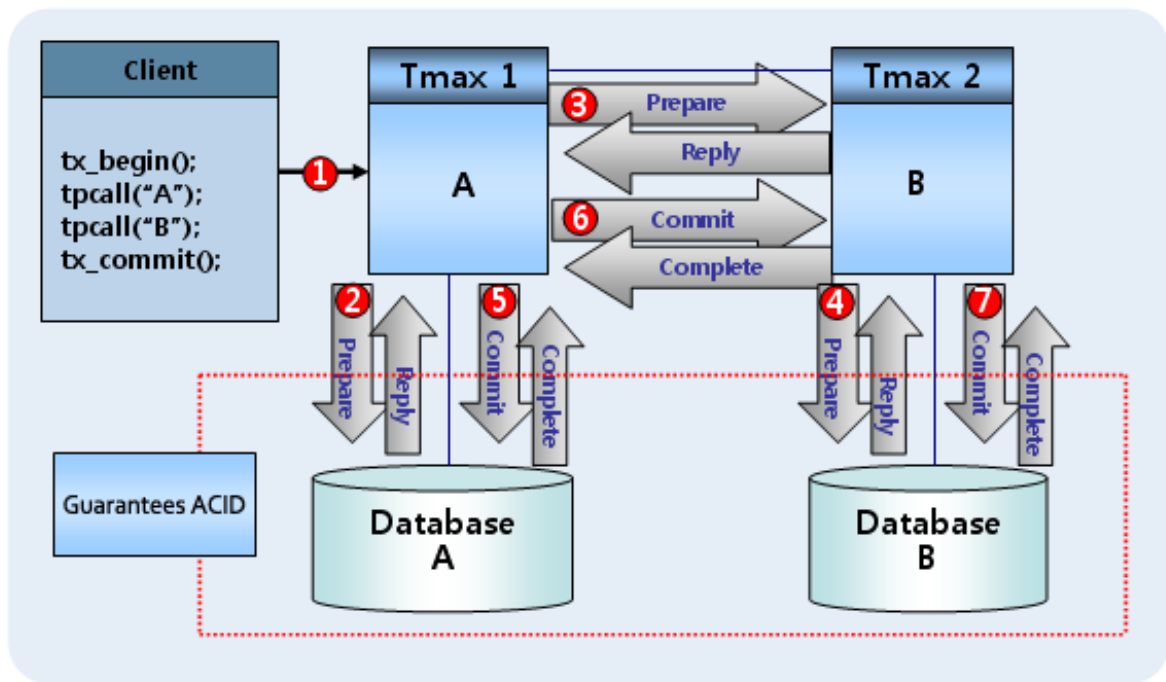 Client
tx_begin();
tpcall(“A”);
tpcall(“B”);
tx_commit();
1
Tmax 1
A
Tmax 2
B
3
Prepare
Reply
6
Commit
Complete
2
Prepare
Reply
5
Commit
Complete
4
Prepare
Reply
7
Commit
Complete
Guarantees ACID
Database
A
Database
B